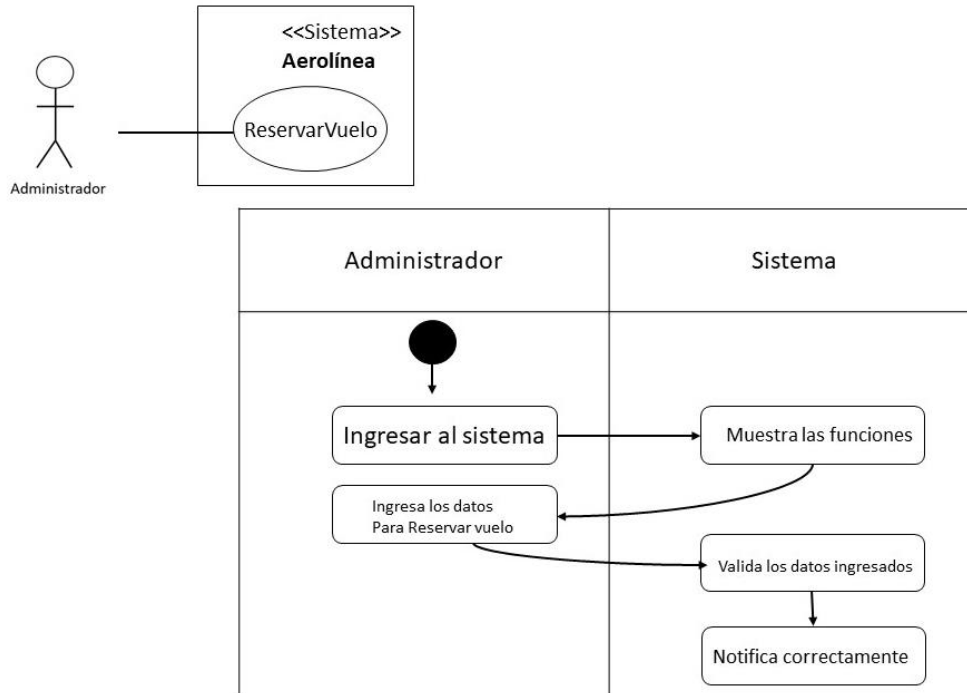 <<Sistema>>
Aerolínea
ReservarVuelo
Administrador
Administrador
Sistema
Ingresar al sistema
Muestra las funciones
Ingresa los datos
Para Reservar vuelo
Valida los datos ingresados
Notifica correctamente